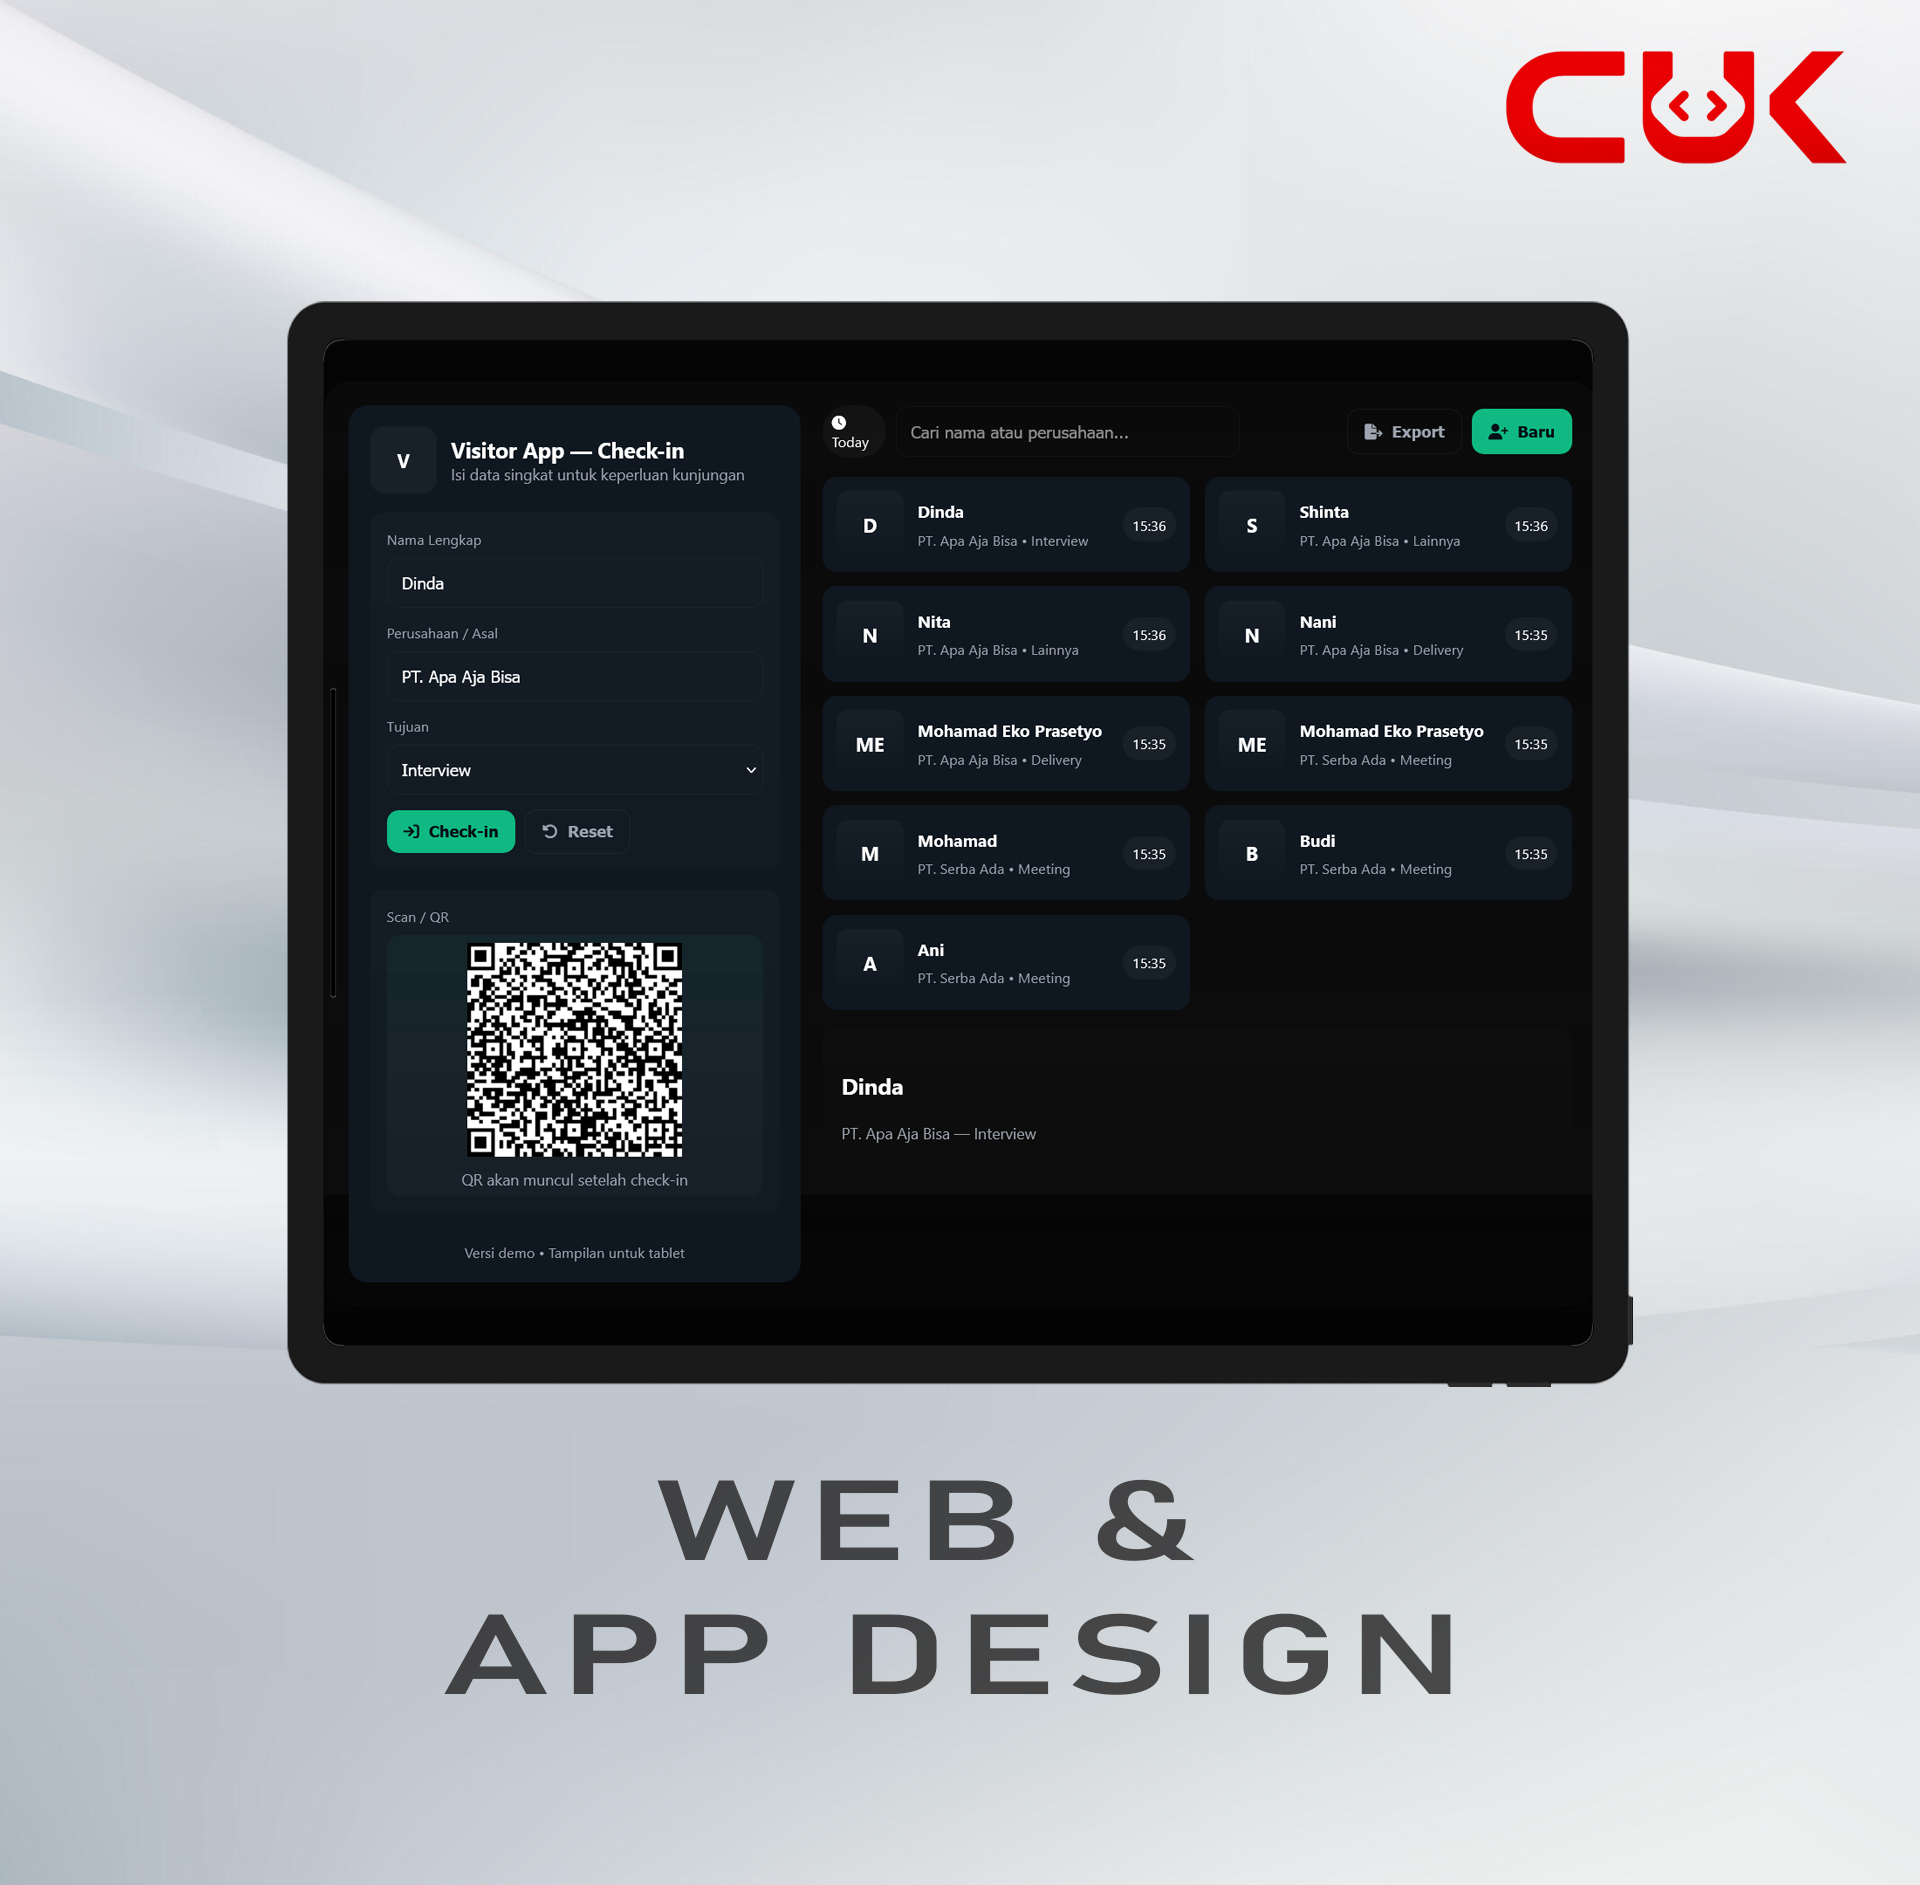 CUK
V
Visitor App — Check-in
Isi data singkat untuk keperluan kunjungan
Nama Lengkap
Dinda
Perusahaan / Asal
PT. Apa Aja Bisa
Tujuan
Interview
Check-in
Reset
Scan / QR
QR akan muncul setelah check-in
Versi demo • Tampilan untuk tablet
Today
Cari nama atau perusahaan...
Export
Baru
D
Dinda
PT. Apa Aja Bisa • Interview
15:36
S
Shinta
PT. Apa Aja Bisa • Lainnya
15:36
N
Nita
PT. Apa Aja Bisa • Lainnya
15:36
N
Nani
PT. Apa Aja Bisa • Delivery
15:35
ME
Mohamad Eko Prasetyo
PT. Apa Aja Bisa • Delivery
15:35
ME
Mohamad Eko Prasetyo
PT. Serba Ada • Meeting
15:35
M
Mohamad
PT. Serba Ada • Meeting
15:35
B
Budi
PT. Serba Ada • Meeting
15:35
A
Ani
PT. Serba Ada • Meeting
15:35
Dinda
PT. Apa Aja Bisa — Interview
WEB &
APP DESIGN